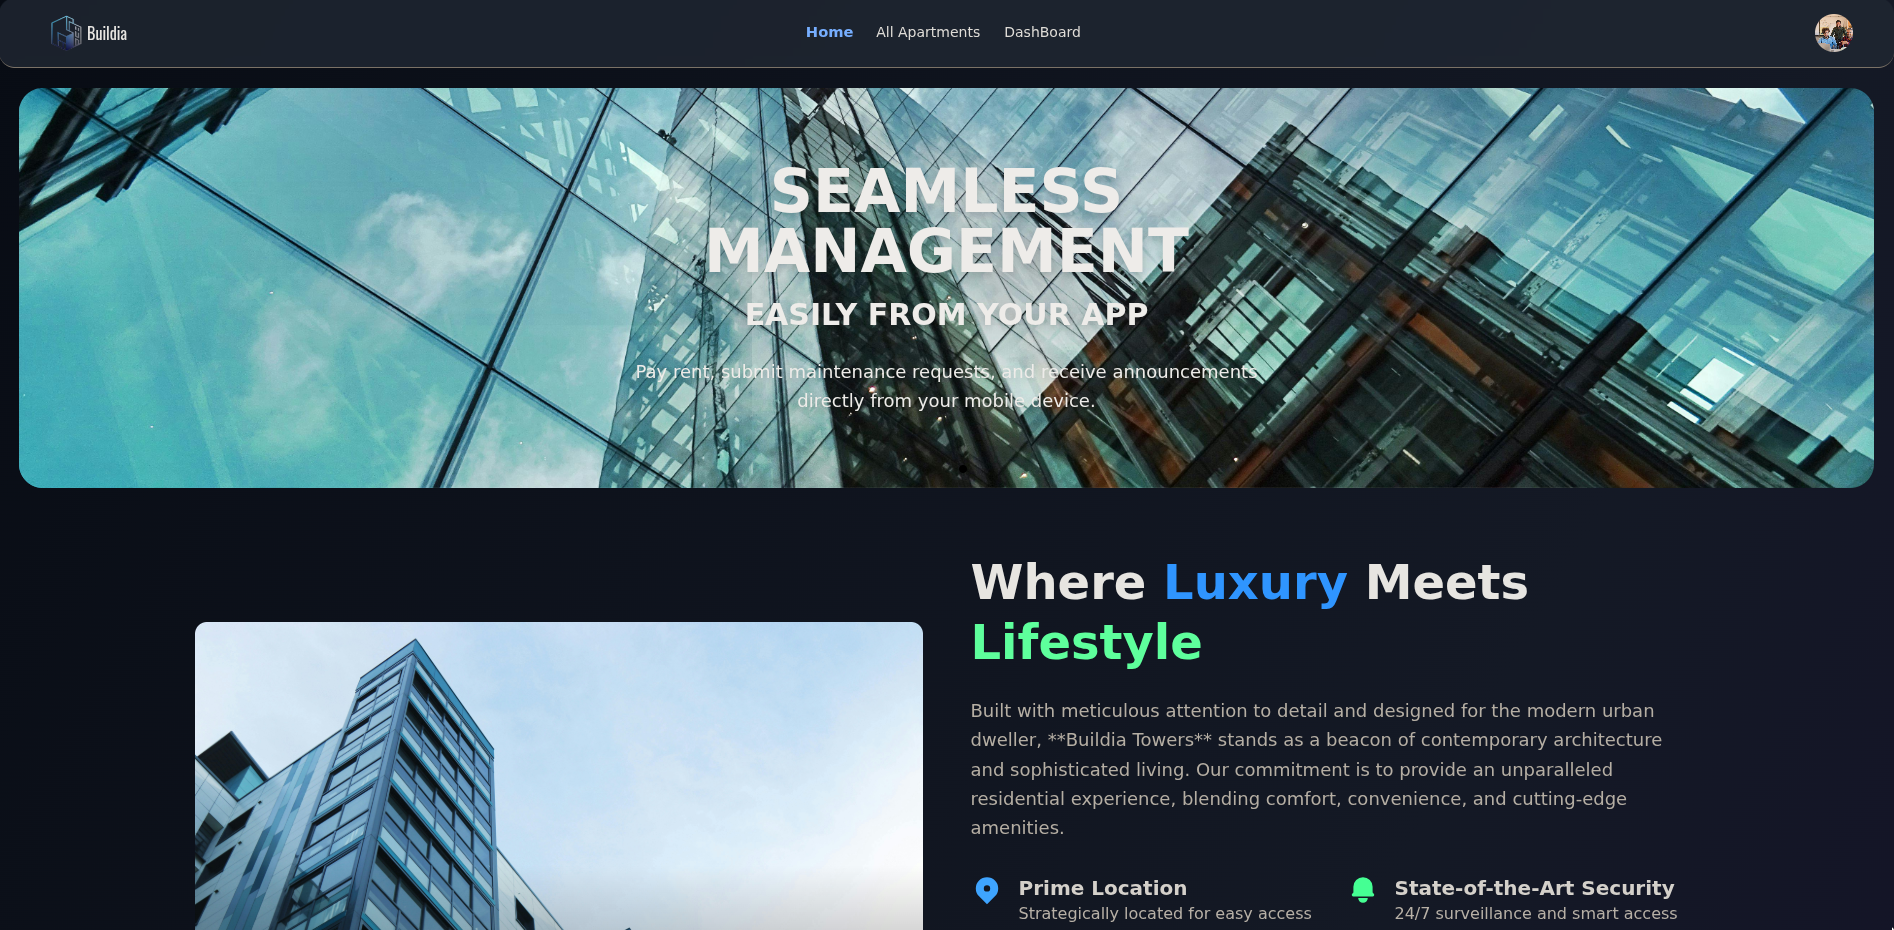 Buildia
Home
All Apartments
DashBoard
SEAMLESS
MANAGEMENT
EASILY FROM YOUR APP
Pay rent, submit maintenance requests, and receive announcements
directly from your mobile device.
Where Luxury Meets
Lifestyle
Built with meticulous attention to detail and designed for the modern urban
dweller, **Buildia Towers** stands as a beacon of contemporary architecture
and sophisticated living. Our commitment is to provide an unparalleled
residential experience, blending comfort, convenience, and cutting-edge
amenities.
Prime Location
Strategically located for easy access
State-of-the-Art Security
24/7 surveillance and smart access